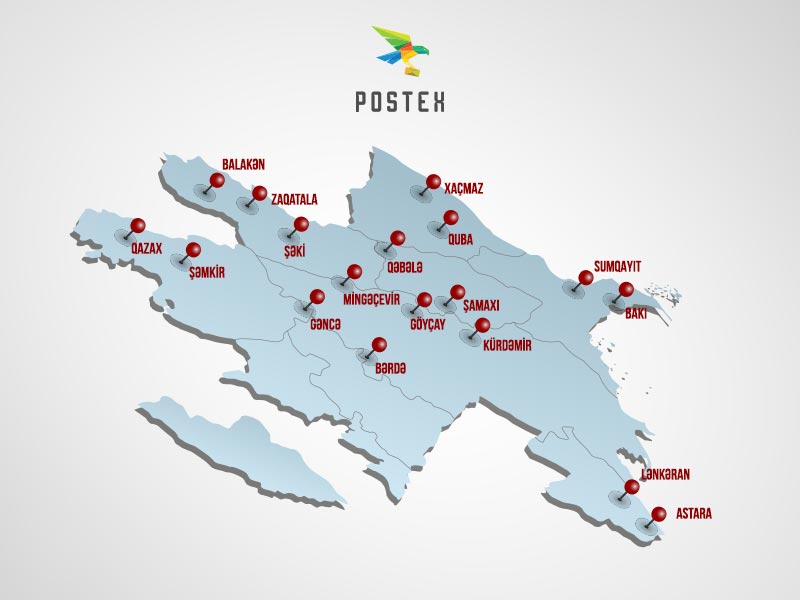 POSTEX
BALAKƏN
ZAQATALA
XAÇMAZ
QAZAX
ŞƏKİ
QUBA
ŞƏMKİR
QƏBƏLƏ
SUMQAYIT
MİNGƏÇEVİR
ŞAMAXI
BAKI
GƏNCƏ
GÖYÇAY
KÜRDƏMİR
BƏRDƏ
LƏNKƏRAN
ASTARA